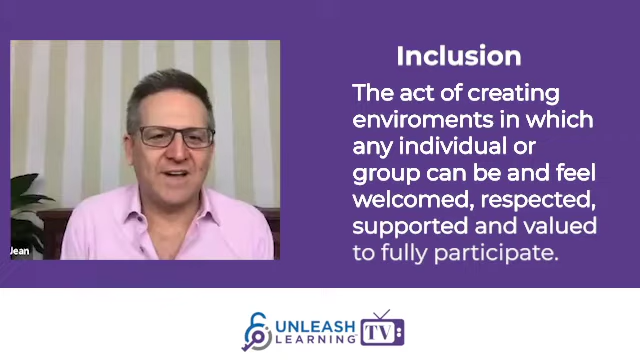 Inclusion
The act of creating
enviroments in which
any individual or
group can be and feel
welcomed, respected,
supported and valued
to fully participate.
Jean
UNLEASH
LEARNING
TV